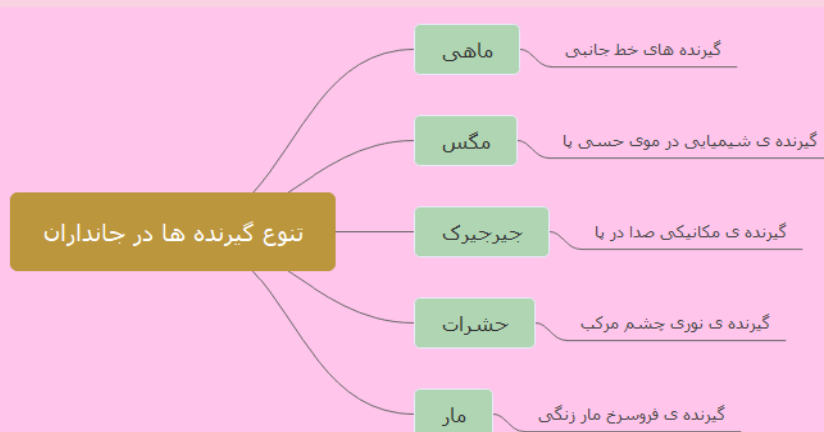 تنوع گیرنده ها در جانداران
ماهی
گیرنده های خط جانبی
مگس
گیرنده ی شیمیایی در موی حسی پا
جیرجیرک
گیرنده ی مکانیکی صدا در پا
حشرات
گیرنده ی نوری چشم مرکب
مار
گیرنده ی فروسرخ مار زنگی